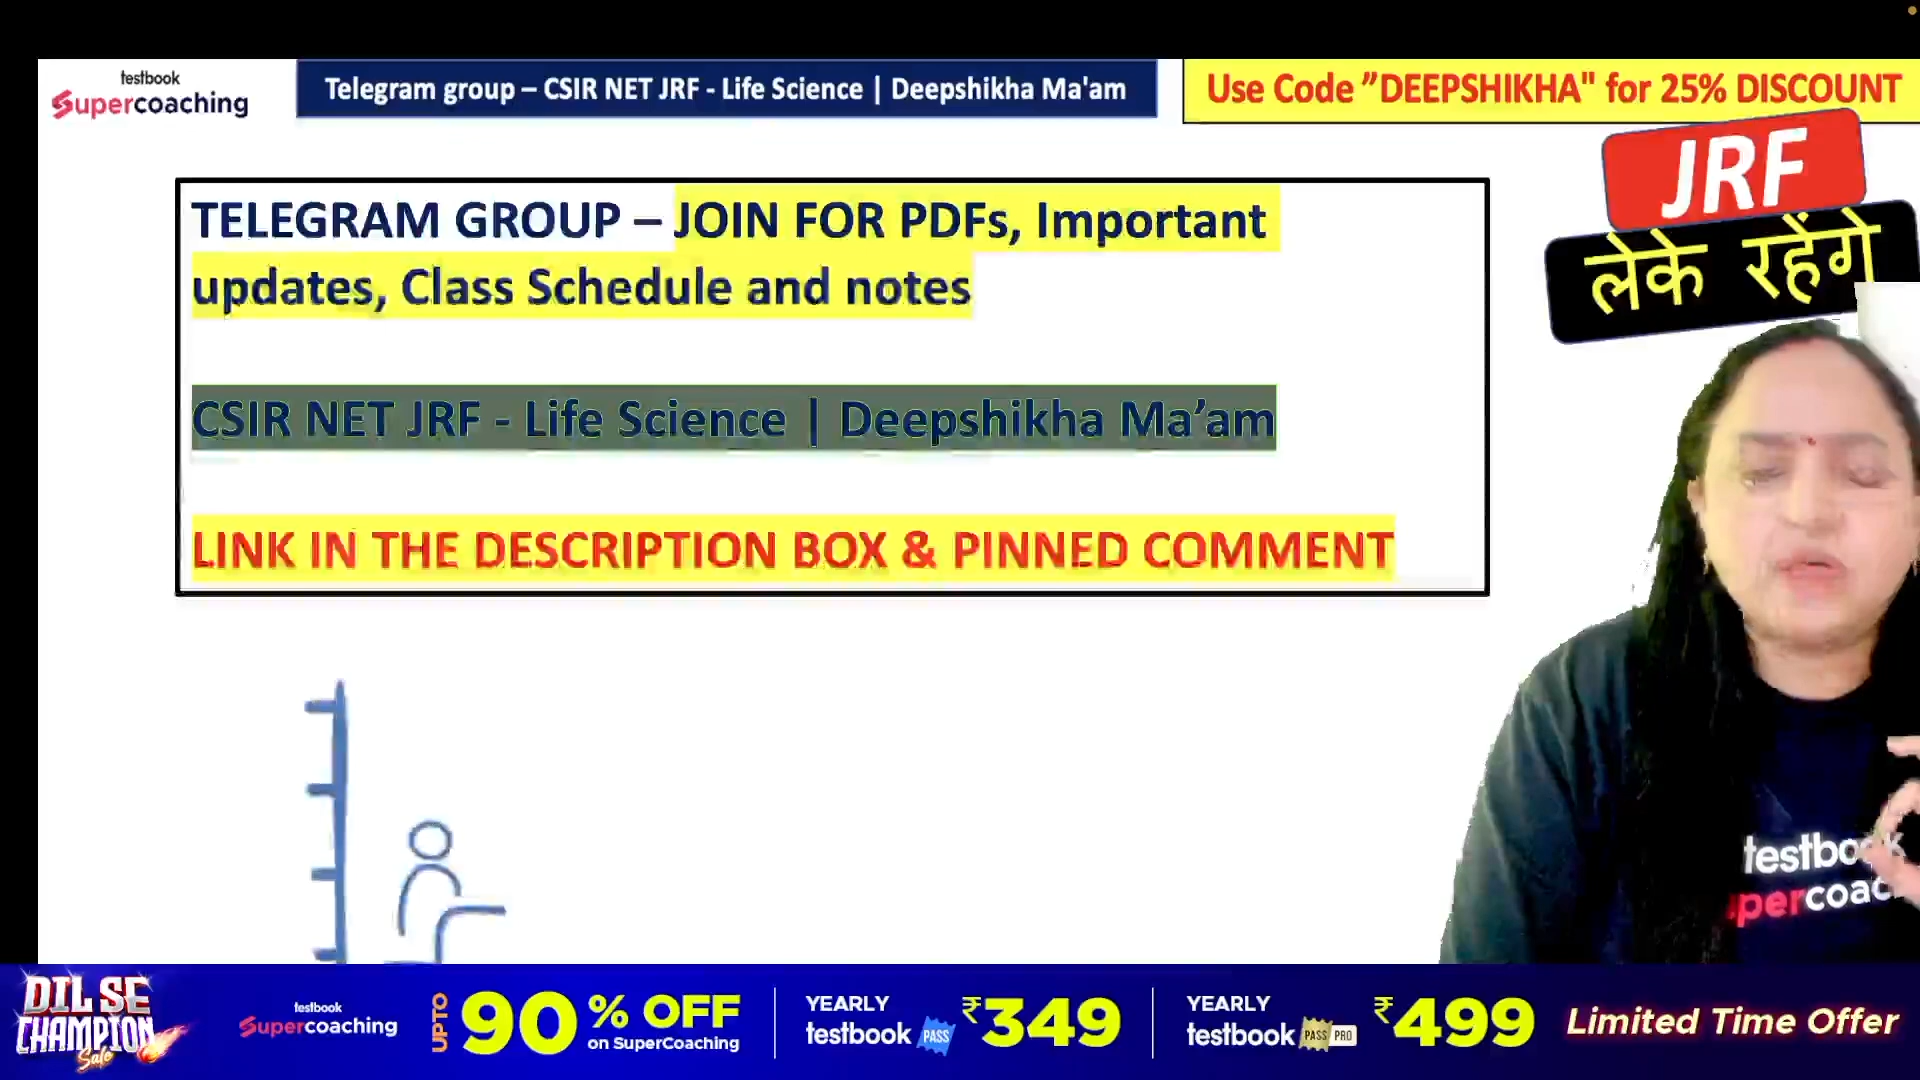 testbook
Supercoaching
Telegram group – CSIR NET JRF - Life Science | Deepshikha Ma'am
Use Code ”DEEPSHIKHA" for 25% DISCOUNT
JRF
लेके रहेंगे
TELEGRAM GROUP – JOIN FOR PDFs, Important
updates, Class Schedule and notes
CSIR NET JRF - Life Science | Deepshikha Ma’am
LINK IN THE DESCRIPTION BOX & PINNED COMMENT
testbook
upercoac
DIL SE
CHAMPION
Sale
testbook
Supercoaching
UPTO
90% OFF
on SuperCoaching
YEARLY
testbook PASS
₹349
YEARLY
testbook PASS PRO
₹499
Limited Time Offer